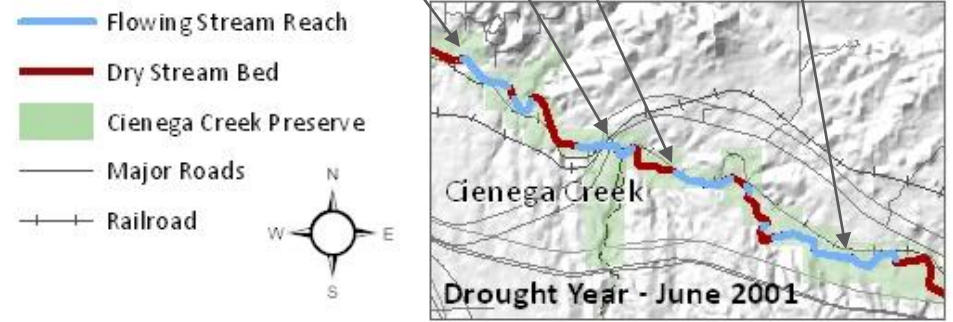 Flowing Stream Reach
Dry Stream Bed
Cienega Creek Preserve
Major Roads
Railroad
N
W E
S
Cienega Creek
Drought Year - June 2001